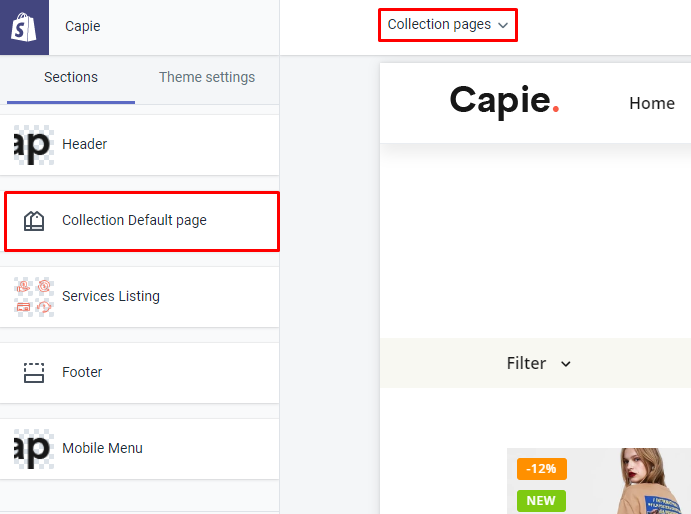 Capie
Collection pages
Sections
Theme settings
Capie.
Home
ap
Header
Collection Default page
Services Listing
Filter
Footer
ap
Mobile Menu
-12%
NEW